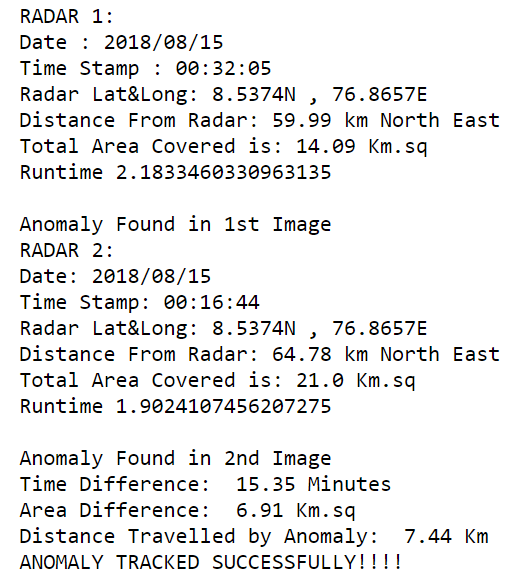 RADAR 1:
Date : 2018/08/15
Time Stamp : 00:32:05
Radar Lat&Long: 8.5374N , 76.8657E
Distance From Radar: 59.99 km North East
Total Area Covered is: 14.09 Km.sq
Runtime 2.1833460330963135

Anomaly Found in 1st Image
RADAR 2:
Date: 2018/08/15
Time Stamp: 00:16:44
Radar Lat&Long: 8.5374N , 76.8657E
Distance From Radar: 64.78 km North East
Total Area Covered is: 21.0 Km.sq
Runtime 1.9024107456207275

Anomaly Found in 2nd Image
Time Difference:  15.35 Minutes
Area Difference:  6.91 Km.sq
Distance Travelled by Anomaly:  7.44 Km
ANOMALY TRACKED SUCCESSFULLY!!!!